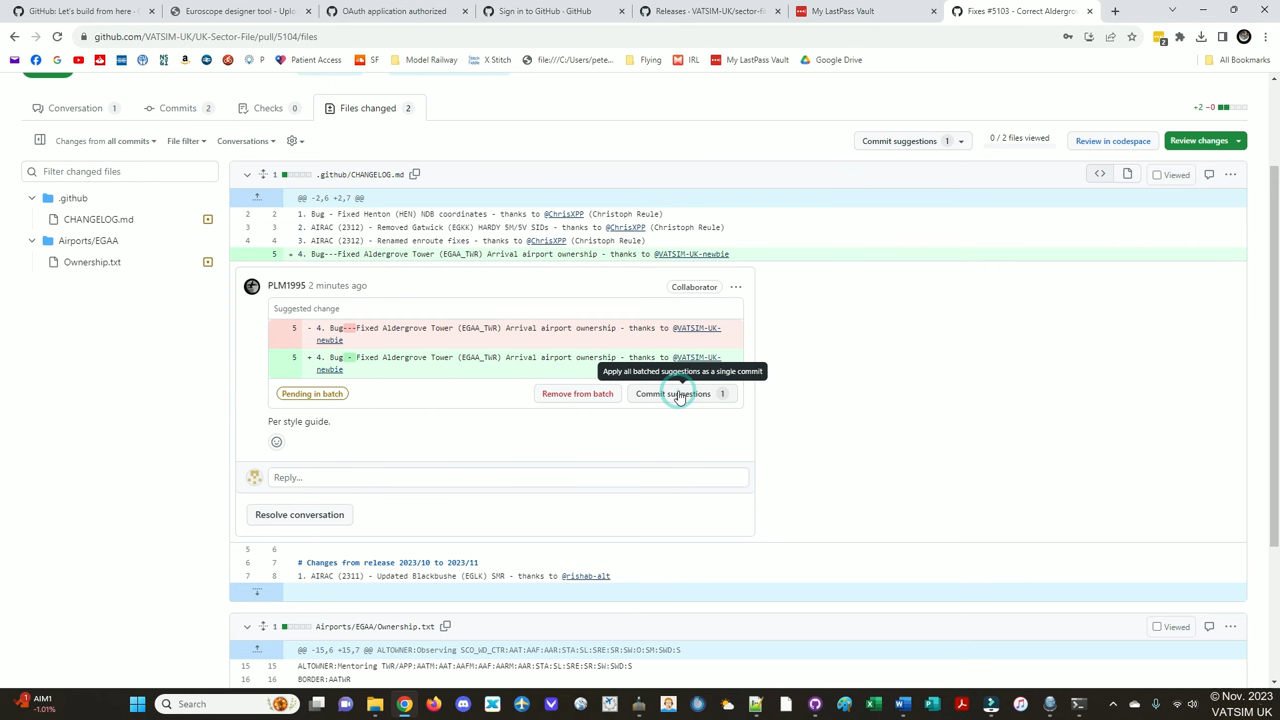 GitHub: Let's build from here · G
Euroscope designer tool - Uplo
OAuth application authorized
Sign in to GitHub · GitHub
Releases · VATSIM-UK/sector-fi
My LastPass Vault
Fixes #5103 - Correct Aldergro
github.com/VATSIM-UK/UK-Sector-File/pull/5104/files
P Patient Access SF Model Railway X Stitch file:///C:/Users/pete... Flying IRL My LastPass Vault Google Drive All Bookmarks
Conversation 1 Commits 2 Checks 0 Files changed 2
+2 −0
Changes from all commits File filter Conversations
Commit suggestions 1 0 / 2 files viewed Review in codespace Review changes
Filter changed files
.github
CHANGELOG.md
Airports/EGAA
Ownership.txt
1 .github/CHANGELOG.md Viewed
@@ -2,6 +2,7 @@
2 2 1. Bug - Fixed Henton (HEN) NDB coordinates - thanks to @ChrisXPP (Christoph Reule)
3 3 2. AIRAC (2312) - Removed Gatwick (EGKK) HARDY 5M/5V SIDs - thanks to @ChrisXPP (Christoph Reule)
4 4 3. AIRAC (2312) - Renamed enroute fixes - thanks to @ChrisXPP (Christoph Reule)
5 + 4. Bug---Fixed Aldergrove Tower (EGAA_TWR) Arrival airport ownership - thanks to @VATSIM-UK-newbie
PLM1995 2 minutes ago Collaborator
Suggested change
5 - 4. Bug---Fixed Aldergrove Tower (EGAA_TWR) Arrival airport ownership - thanks to @VATSIM-UK-
newbie
5 + 4. Bug - Fixed Aldergrove Tower (EGAA_TWR) Arrival airport ownership - thanks to @VATSIM-UK-
newbie
Apply all batched suggestions as a single commit
Pending in batch Remove from batch Commit suggestions 1
Per style guide.
Reply...
Resolve conversation
5 6
6 7 # Changes from release 2023/10 to 2023/11
7 8 1. AIRAC (2311) - Updated Blackbushe (EGLK) SMR - thanks to @rishab-alt
1 Airports/EGAA/Ownership.txt Viewed
@@ -15,6 +15,7 @@ ALTOWNER:Observing SCO_WD_CTR:AAT:AAF:AAR:STA:SL:SRE:SR:SW:O:SM:SWD:S
15 15 ALTOWNER:Mentoring TWR/APP:AATM:AAT:AAFM:AAF:AARM:AAR:STA:SL:SRE:SR:SW:SWD:S
16 16 BORDER:AATWR
AIM1
-1.01%
Search
© Nov. 2023
VATSIM UK